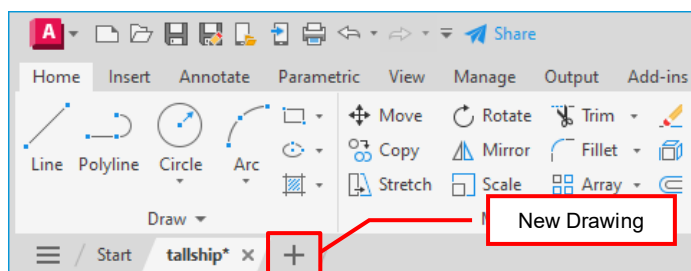 A Share
Home Insert Annotate Parametric View Manage Output Add-ins
Move Rotate Trim
Copy Mirror Fillet
Line Polyline Circle Arc
Stretch Scale Array
Draw
New Drawing
Start tallship*